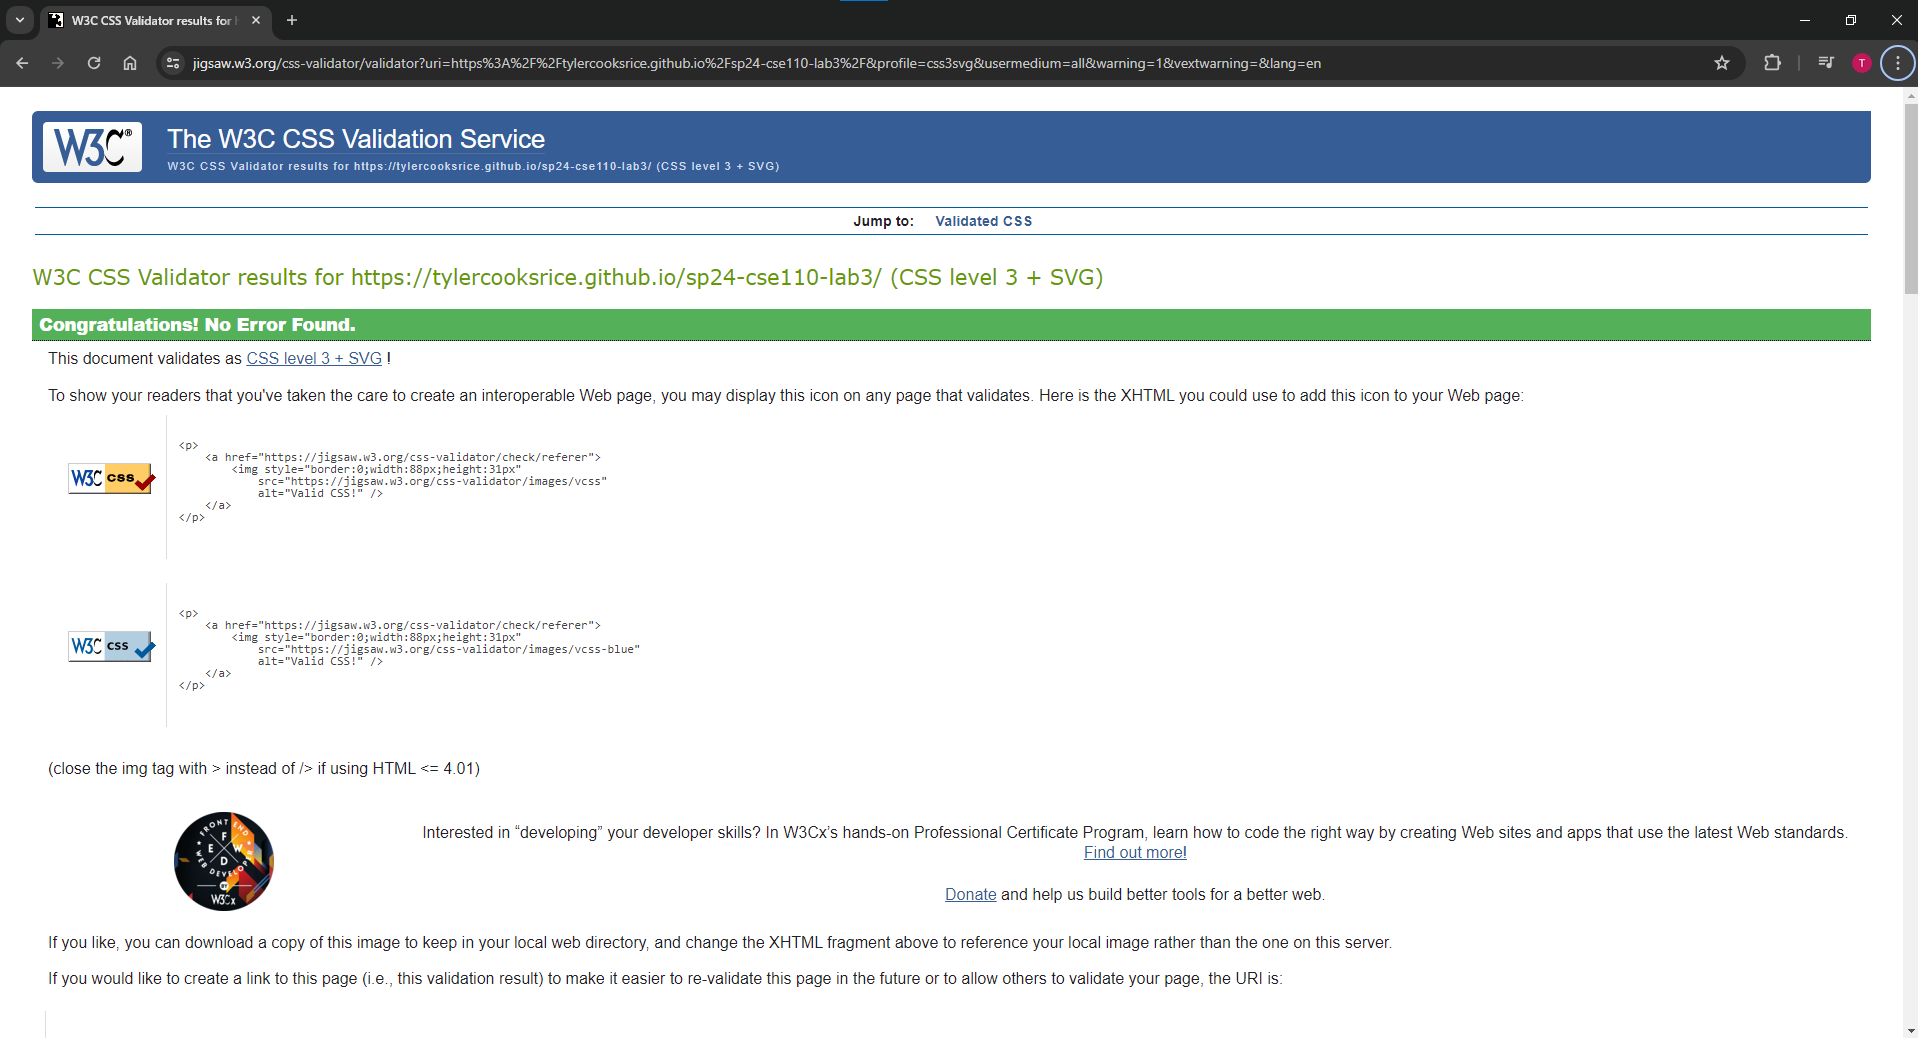 W3C CSS Validator results for
jigsaw.w3.org/css-validator/validator?uri=https%3A%2F%2Ftylercooksrice.github.io%2Fsp24-cse110-lab3%2F&profile=css3svg&usermedium=all&warning=1&vextwarning=&lang=en
T
W3C®
The W3C CSS Validation Service
W3C CSS Validator results for https://tylercooksrice.github.io/sp24-cse110-lab3/ (CSS level 3 + SVG)
Jump to: Validated CSS
W3C CSS Validator results for https://tylercooksrice.github.io/sp24-cse110-lab3/ (CSS level 3 + SVG)
Congratulations! No Error Found.
This document validates as CSS level 3 + SVG !
To show your readers that you've taken the care to create an interoperable Web page, you may display this icon on any page that validates. Here is the XHTML you could use to add this icon to your Web page:
W3C css
<p>
<a href="https://jigsaw.w3.org/css-validator/check/referer">
<img style="border:0;width:88px;height:31px"
src="https://jigsaw.w3.org/css-validator/images/vcss"
alt="Valid CSS!" />
</a>
</p>
W3C css
<p>
<a href="https://jigsaw.w3.org/css-validator/check/referer">
<img style="border:0;width:88px;height:31px"
src="https://jigsaw.w3.org/css-validator/images/vcss-blue"
alt="Valid CSS!" />
</a>
</p>
(close the img tag with > instead of /> if using HTML <= 4.01)
FRONT END
F
E W
D
WEB DEVELOPER
BY
W3Cx
Interested in “developing” your developer skills? In W3Cx’s hands-on Professional Certificate Program, learn how to code the right way by creating Web sites and apps that use the latest Web standards.
Find out more!
Donate and help us build better tools for a better web.
If you like, you can download a copy of this image to keep in your local web directory, and change the XHTML fragment above to reference your local image rather than the one on this server.
If you would like to create a link to this page (i.e., this validation result) to make it easier to re-validate this page in the future or to allow others to validate your page, the URI is: